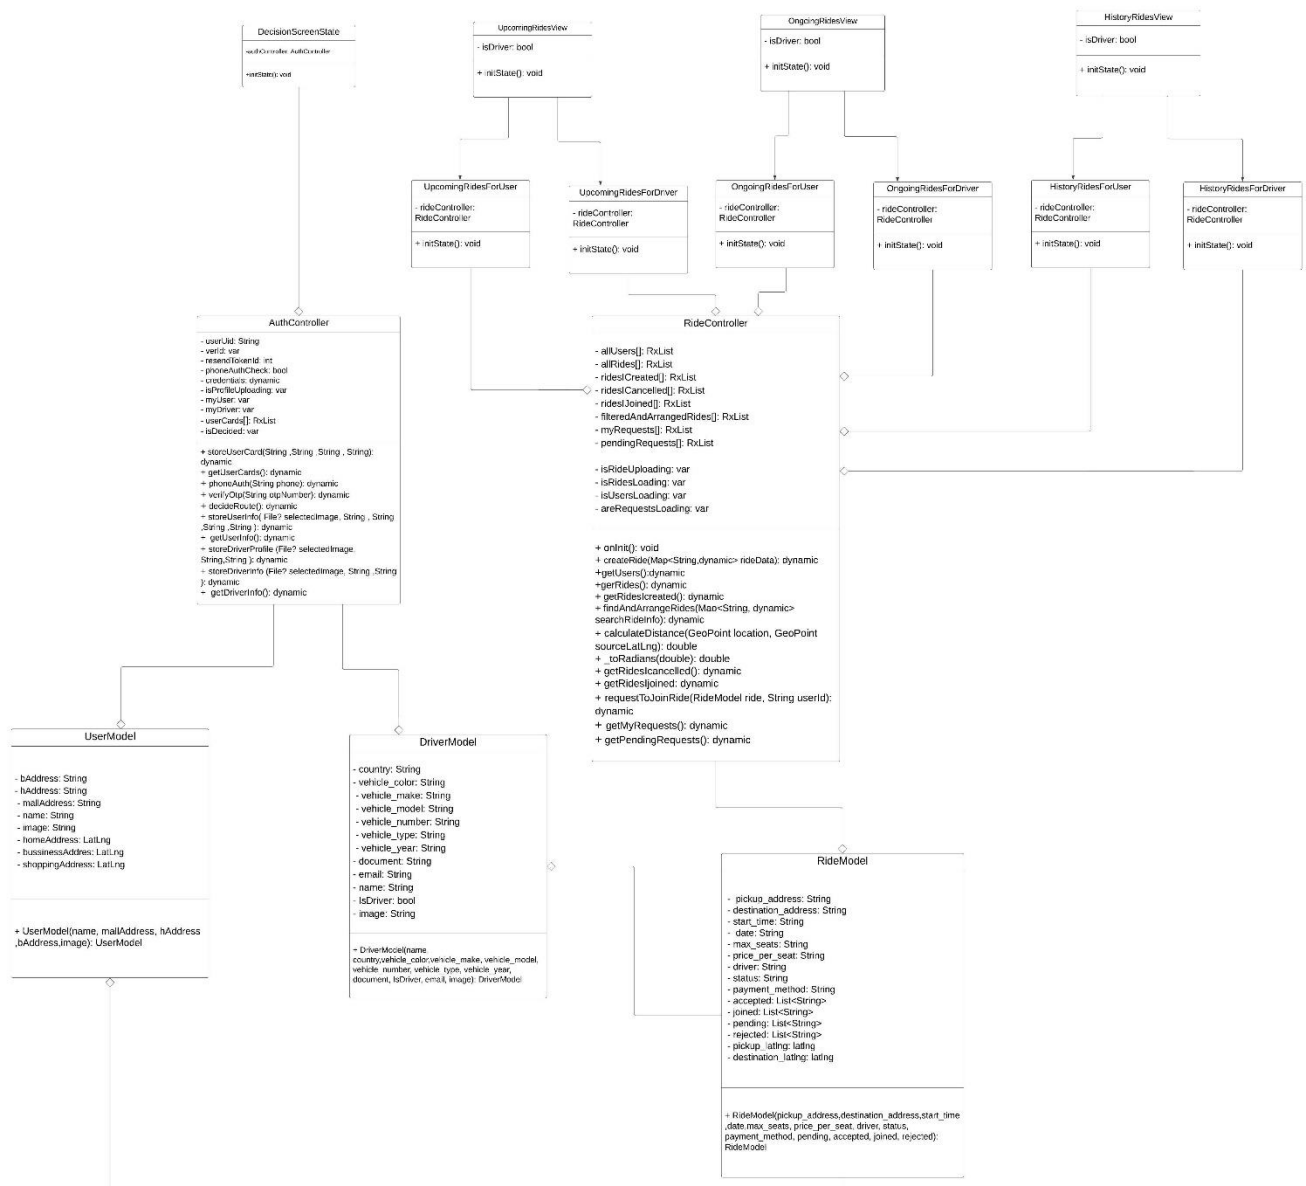 DecisionScreenState
-authController: AuthController
+initState(): void
UpcomingRidesView
- isDriver: bool
+ initState(): void
OngoingRidesView
- isDriver: bool
+ initState(): void
HistoryRidesView
- isDriver: bool
+ initState(): void
UpcomingRidesForUser
- rideController:
RideController
+ initState(): void
UpcomingRidesForDriver
- rideController:
RideController
+ initState(): void
OngoingRidesForUser
- rideController:
RideController
+ initState(): void
OngoingRidesForDriver
- rideController:
RideController
+ initState(): void
HistoryRidesForUser
- rideController:
RideController
+ initState(): void
HistoryRidesForDriver
- rideController:
RideController
+ initState(): void
AuthController
- userUid: String
- verId: var
- resendTokenId: int
- phoneAuthCheck: bool
- credentials: dynamic
- isProfileUploading: var
- myUser: var
- myDriver: var
- userCards[]: RxList
- isDecided: var
+ storeUserCard(String ,String ,String , String):
dynamic
+ getUserCards(): dynamic
+ phoneAuth(String phone): dynamic
+ verifyOtp(String otpNumber): dynamic
+ decideRoute(): dynamic
+ storeUserInfo( File? selectedImage, String , String
,String ,String ): dynamic
+ getUserInfo(): dynamic
+ storeDriverProfile (File? selectedImage,
String,String ): dynamic
+ storeDriverInfo (File? selectedImage, String ,String
): dynamic
+ getDriverInfo(): dynamic
RideController
- allUsers[]: RxList
- allRides[]: RxList
- ridesICreated[]: RxList
- ridesICancelled[]: RxList
- ridesIJoined[]: RxList
- filteredAndArrangedRides[]: RxList
- myRequests[]: RxList
- pendingRequests[]: RxList
- isRideUploading: var
- isRidesLoading: var
- isUsersLoading: var
- areRequestsLoading: var
+ onInit(): void
+ createRide(Map<String,dynamic> rideData): dynamic
+getUsers():dynamic
+gerRides(): dynamic
+ getRidesIcreated(): dynamic
+ findAndArrangeRides(Map<String, dynamic>
searchRideInfo): dynamic
+ calculateDistance(GeoPoint location, GeoPoint
sourceLatLng): double
+ _toRadians(double): double
+ getRidesIcancelled(): dynamic
+ getRidesIjoined: dynamic
+ requestToJoinRide(RideModel ride, String userId):
dynamic
+ getMyRequests(): dynamic
+ getPendingRequests(): dynamic
UserModel
- bAddress: String
- hAddress: String
- mallAddress: String
- name: String
- image: String
- homeAddress: LatLng
- bussinessAddres: LatLng
- shoppingAddress: LatLng
+ UserModel(name, mallAddress, hAddress
,bAddress,image): UserModel
DriverModel
- country: String
- vehicle_color: String
- vehicle_make: String
- vehicle_model: String
- vehicle_number: String
- vehicle_type: String
- vehicle_year: String
- document: String
- email: String
- name: String
- IsDriver: bool
- image: String
+ DriverModel(name
country,vehicle_color,vehicle_make, vehicle_model,
vehicle_number, vehicle_type, vehicle_year,
document, IsDriver, email, image): DriverModel
RideModel
- pickup_address: String
- destination_address: String
- start_time: String
- date: String
- max_seats: String
- price_per_seat: String
- driver: String
- status: String
- payment_method: String
- accepted: List<String>
- joined: List<String>
- pending: List<String>
- rejected: List<String>
- pickup_latlng: latlng
- destination_latlng: latlng
+ RideModel(pickup_address,destination_address,start_time
,date,max_seats, price_per_seat, driver, status,
payment_method, pending, accepted, joined, rejected):
RideModel